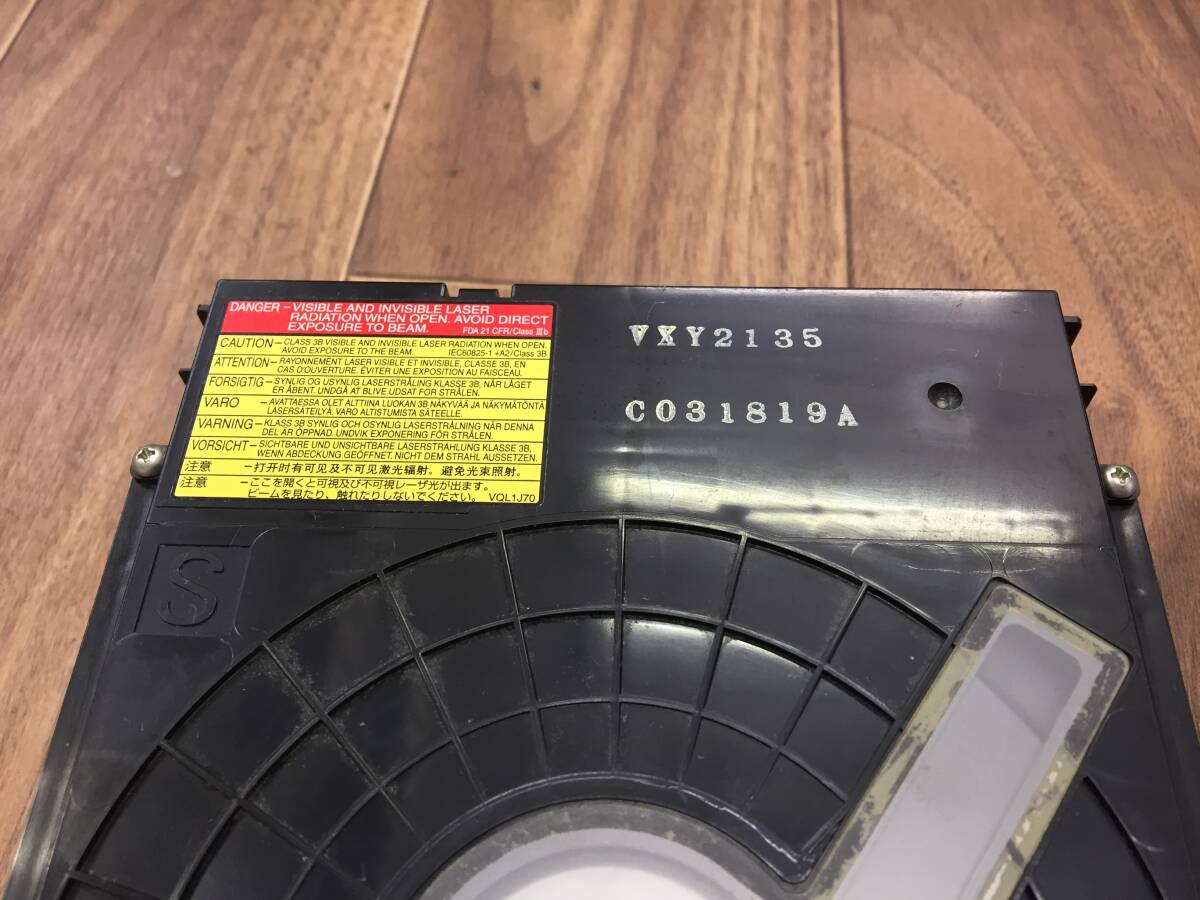 DANGER – VISIBLE AND INVISIBLE LASER
RADIATION WHEN OPEN. AVOID DIRECT
EXPOSURE TO BEAM. FDA 21 CFR/Class Ⅲb
CAUTION – CLASS 3B VISIBLE AND INVISIBLE LASER RADIATION WHEN OPEN.
AVOID EXPOSURE TO THE BEAM. IEC60825-1 +A2/Class 3B
ATTENTION – RAYONNEMENT LASER VISIBLE ET INVISIBLE, CLASSE 3B, EN
CAS D'OUVERTURE. ÉVITER UNE EXPOSITION AU FAISCEAU.
FORSIGTIG – SYNLIG OG USYNLIG LASERSTRÅLING KLASSE 3B, NÅR LÅGET
ER ÅBENT. UNDGÅ AT BLIVE UDSAT FOR STRÅLEN.
VARO – AVATTAESSA OLET ALTTIINA LUOKAN 3B NÄKYVÄÄ JA NÄKYMÄTÖNTÄ
LASERSÄTEILYÄ. VARO ALTISTUMISTA SÄTEELLE.
VARNING – KLASS 3B SYNLIG OCH OSYNLIG LASERSTRÅLNING NÄR DENNA
DEL ÄR ÖPPNAD. UNDVIK EXPONERING FÖR STRÅLEN.
VORSICHT – SICHTBARE UND UNSICHTBARE LASERSTRAHLUNG KLASSE 3B,
WENN ABDECKUNG GEÖFFNET. NICHT DEM STRAHL AUSSETZEN.
注意 – 打开时有可见及不可见激光辐射。避免光束照射。
注意 – ここを開くと可視及び不可視レーザ光が出ます。
ビームを見たり、触れたりしないでください。 VQL1J70
VXY2135
C031819A
S